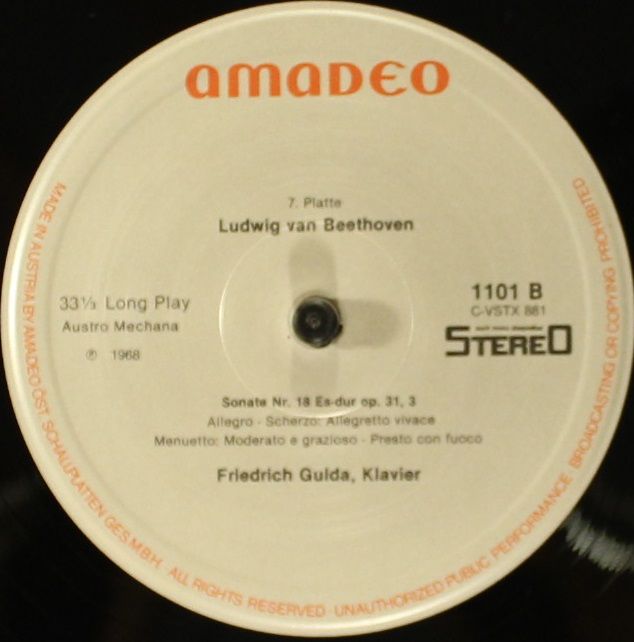 amaDEO
7. Platte
Ludwig van Beethoven
33⅓ Long Play
Austro Mechana
℗ 1968
1101 B
C-VSTX 881
STEREO
Sonate Nr. 18 Es-dur op. 31, 3
Allegro - Scherzo: Allegretto vivace
Menuetto: Moderato e grazioso - Presto con fuoco
Friedrich Gulda, Klavier
MADE IN AUSTRIA BY AMADEO ÖST. SCHALLPLATTEN GES.M.B.H. · ALL RIGHTS RESERVED · UNAUTHORIZED PUBLIC PERFORMANCE · BROADCASTING OR COPYING PROHIBITED